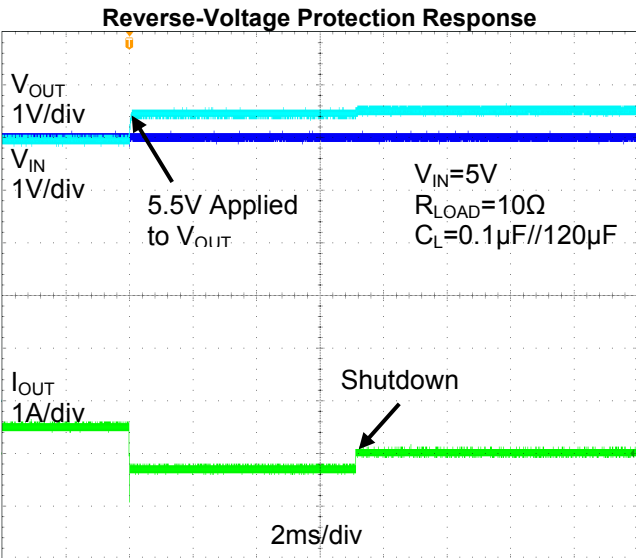 Reverse-Voltage Protection Response
T
VOUT
1V/div
VIN
1V/div
5.5V Applied
to VOUT
VIN=5V
RLOAD=10Ω
CL=0.1µF//120µF
IOUT
1A/div
Shutdown
2ms/div